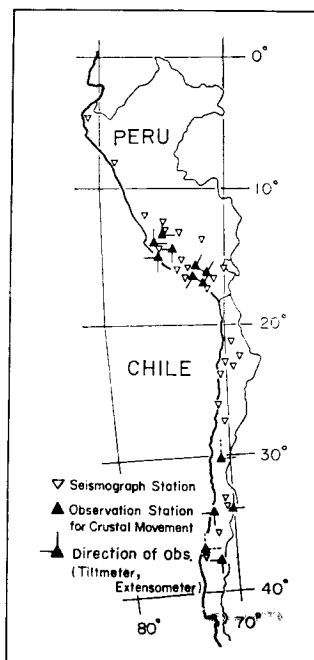 0°
PERU
10°
20°
CHILE
30°
▽ Seismograph Station
▲ Observation Station
for Crustal Movement
Direction of Obs.
(Tiltmeter,
Extensometer)
40°
80°
70°